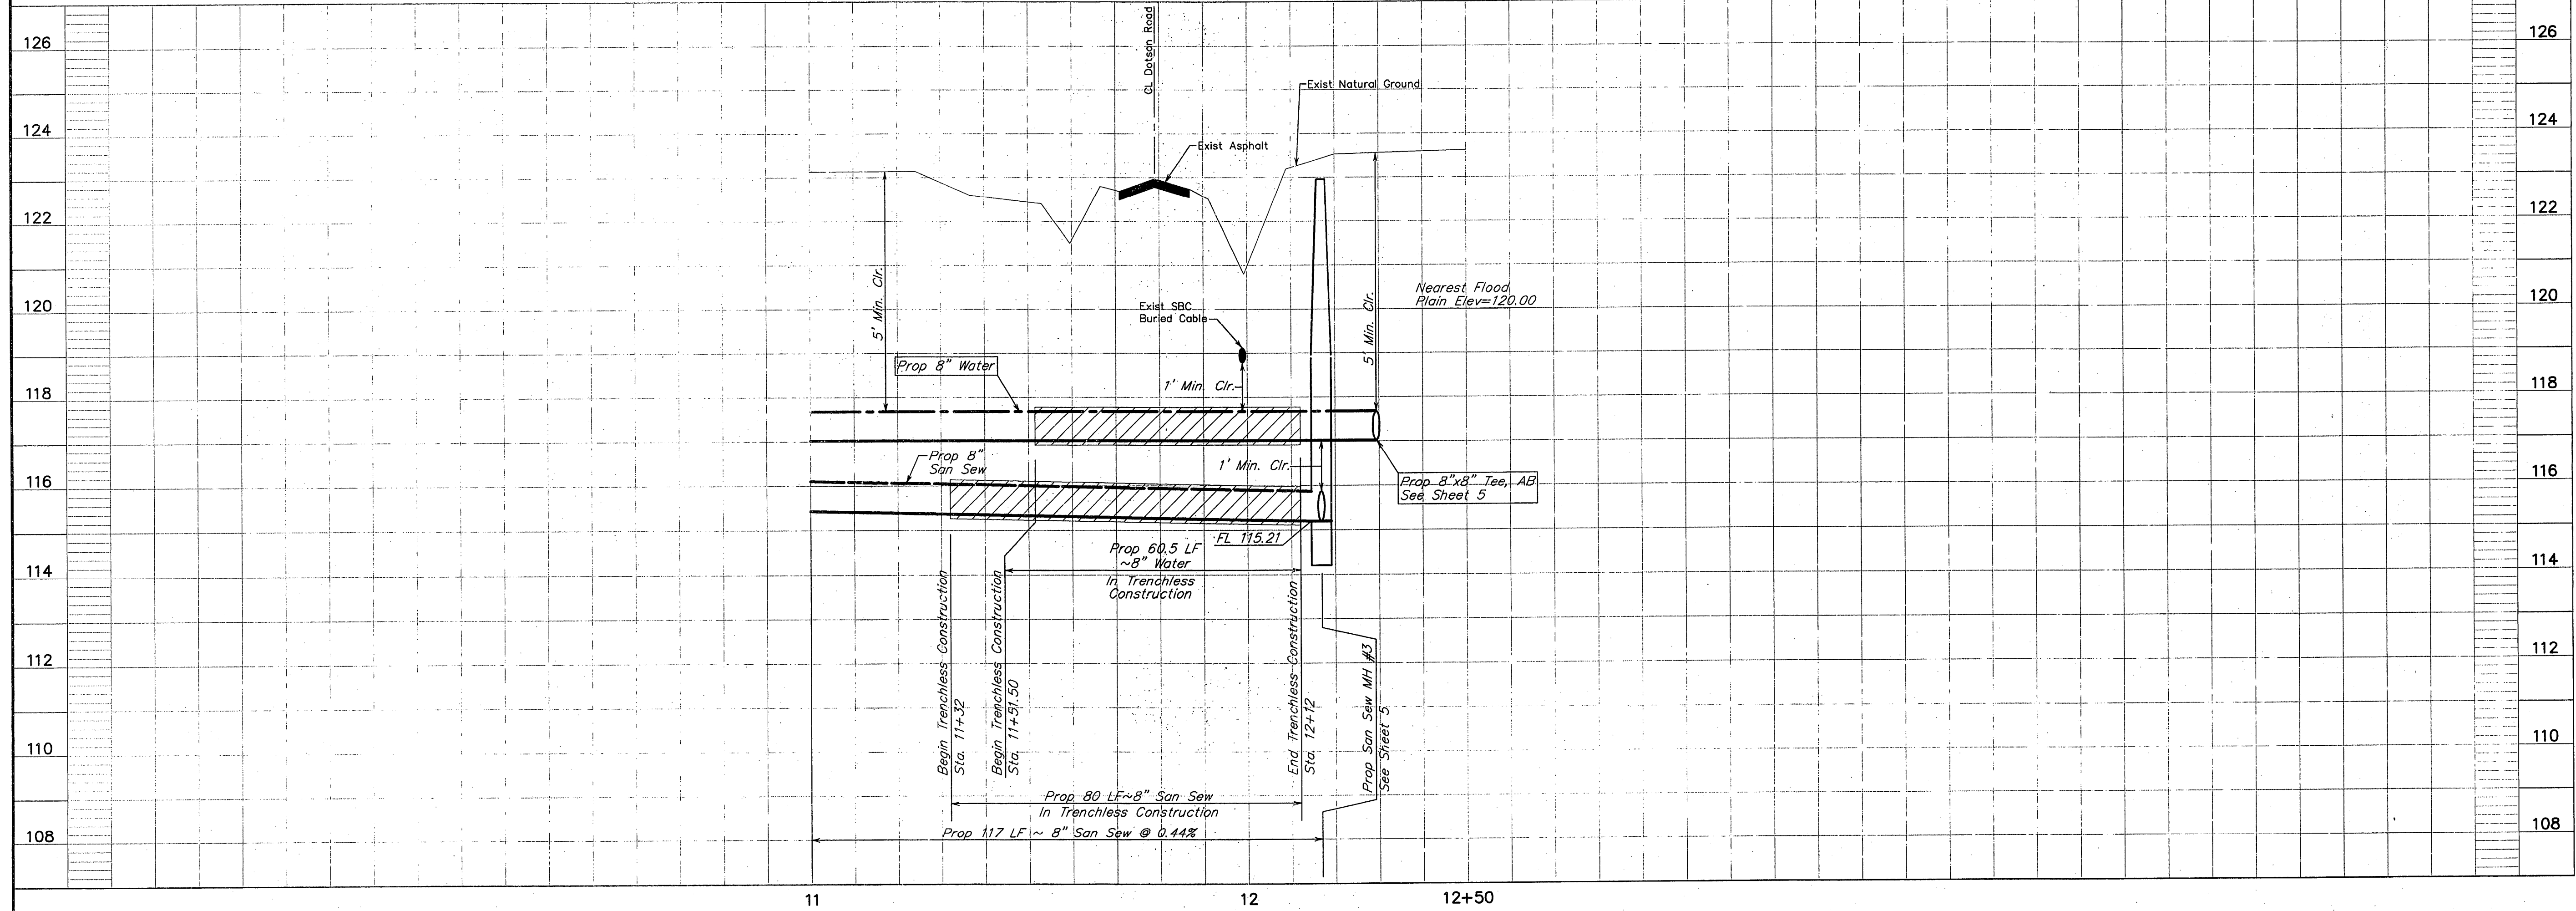 126
124
122
120
118
116
114
112
110
108
126
124
122
120
118
116
114
112
110
108
CL Dotson Road
Exist Natural Ground
Exist Asphalt
5' Min. Clr.
Exist SBC
Buried Cable
5' Min. Clr.
Nearest Flood
Plain Elev=120.00
Prop 8" Water
1' Min. Clr.
Prop 8"
San Sew
1' Min. Clr.
Prop 8"x8" Tee, AB
See Sheet 5
FL 115.21
Prop 60.5 LF
~8" Water
In Trenchless
Construction
Begin Trenchless Construction
Sta. 11+32
Begin Trenchless Construction
Sta. 11+51.50
End Trenchless Construction
Sta. 12+12
Prop San Sew MH #3
See Sheet 5
Prop 80 LF~8" San Sew
In Trenchless Construction
Prop 117 LF ~ 8" San Sew @ 0.44%
11
12
12+50